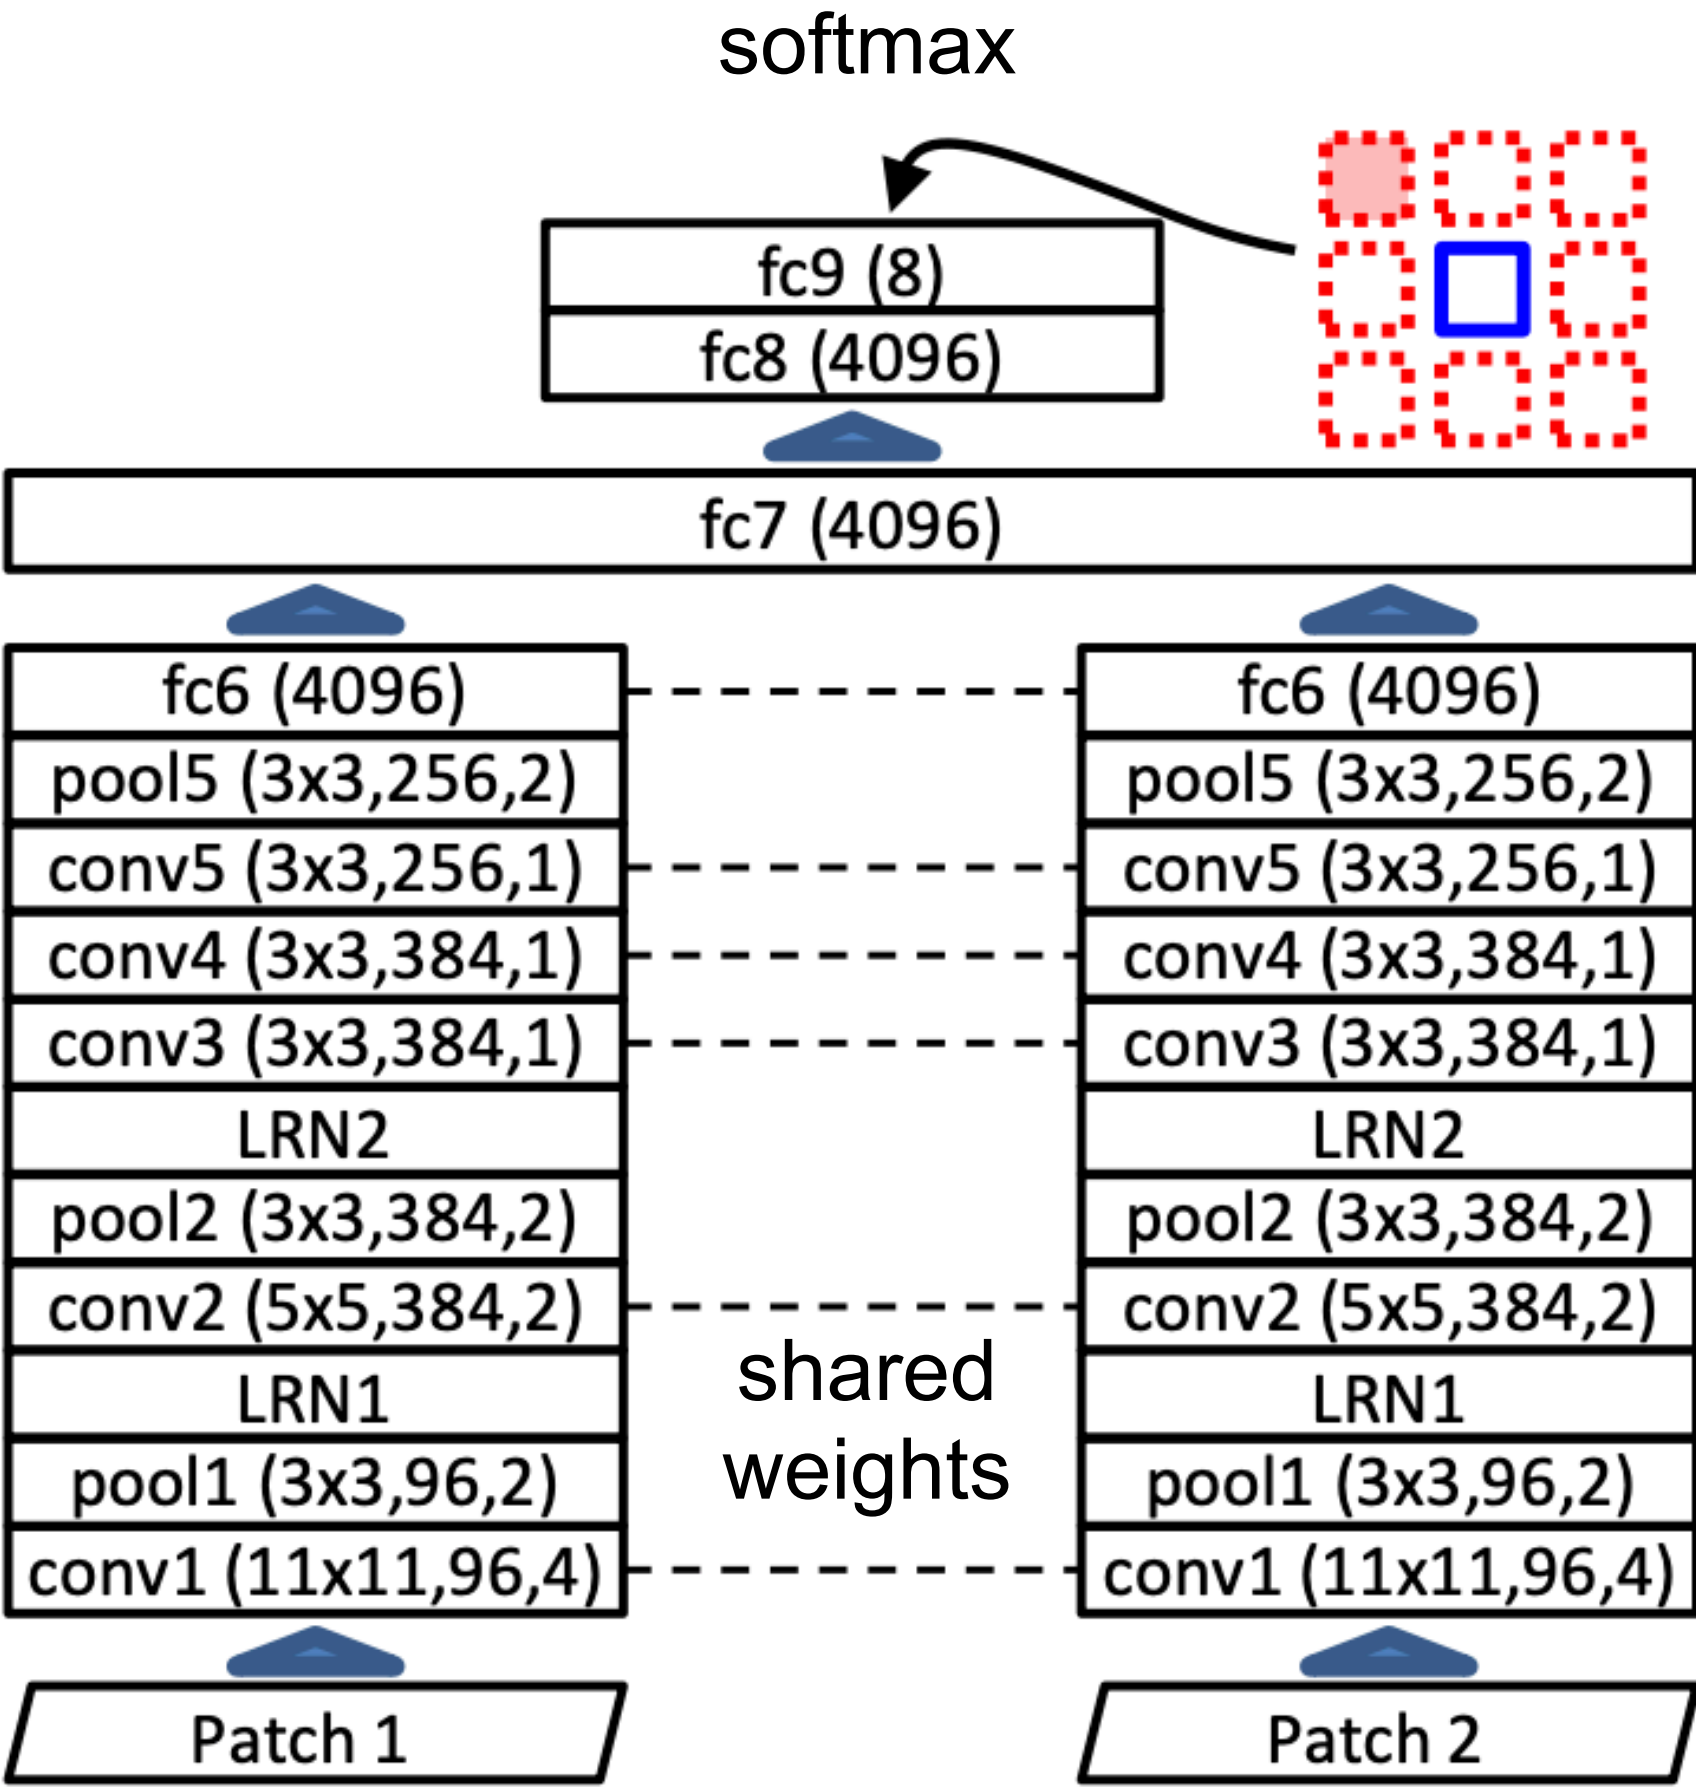 softmax
fc9 (8)
fc8 (4096)
fc7 (4096)
fc6 (4096)
pool5 (3x3,256,2)
conv5 (3x3,256,1)
conv4 (3x3,384,1)
conv3 (3x3,384,1)
LRN2
pool2 (3x3,384,2)
conv2 (5x5,384,2)
LRN1
pool1 (3x3,96,2)
conv1 (11x11,96,4)
Patch 1
shared
weights
fc6 (4096)
pool5 (3x3,256,2)
conv5 (3x3,256,1)
conv4 (3x3,384,1)
conv3 (3x3,384,1)
LRN2
pool2 (3x3,384,2)
conv2 (5x5,384,2)
LRN1
pool1 (3x3,96,2)
conv1 (11x11,96,4)
Patch 2